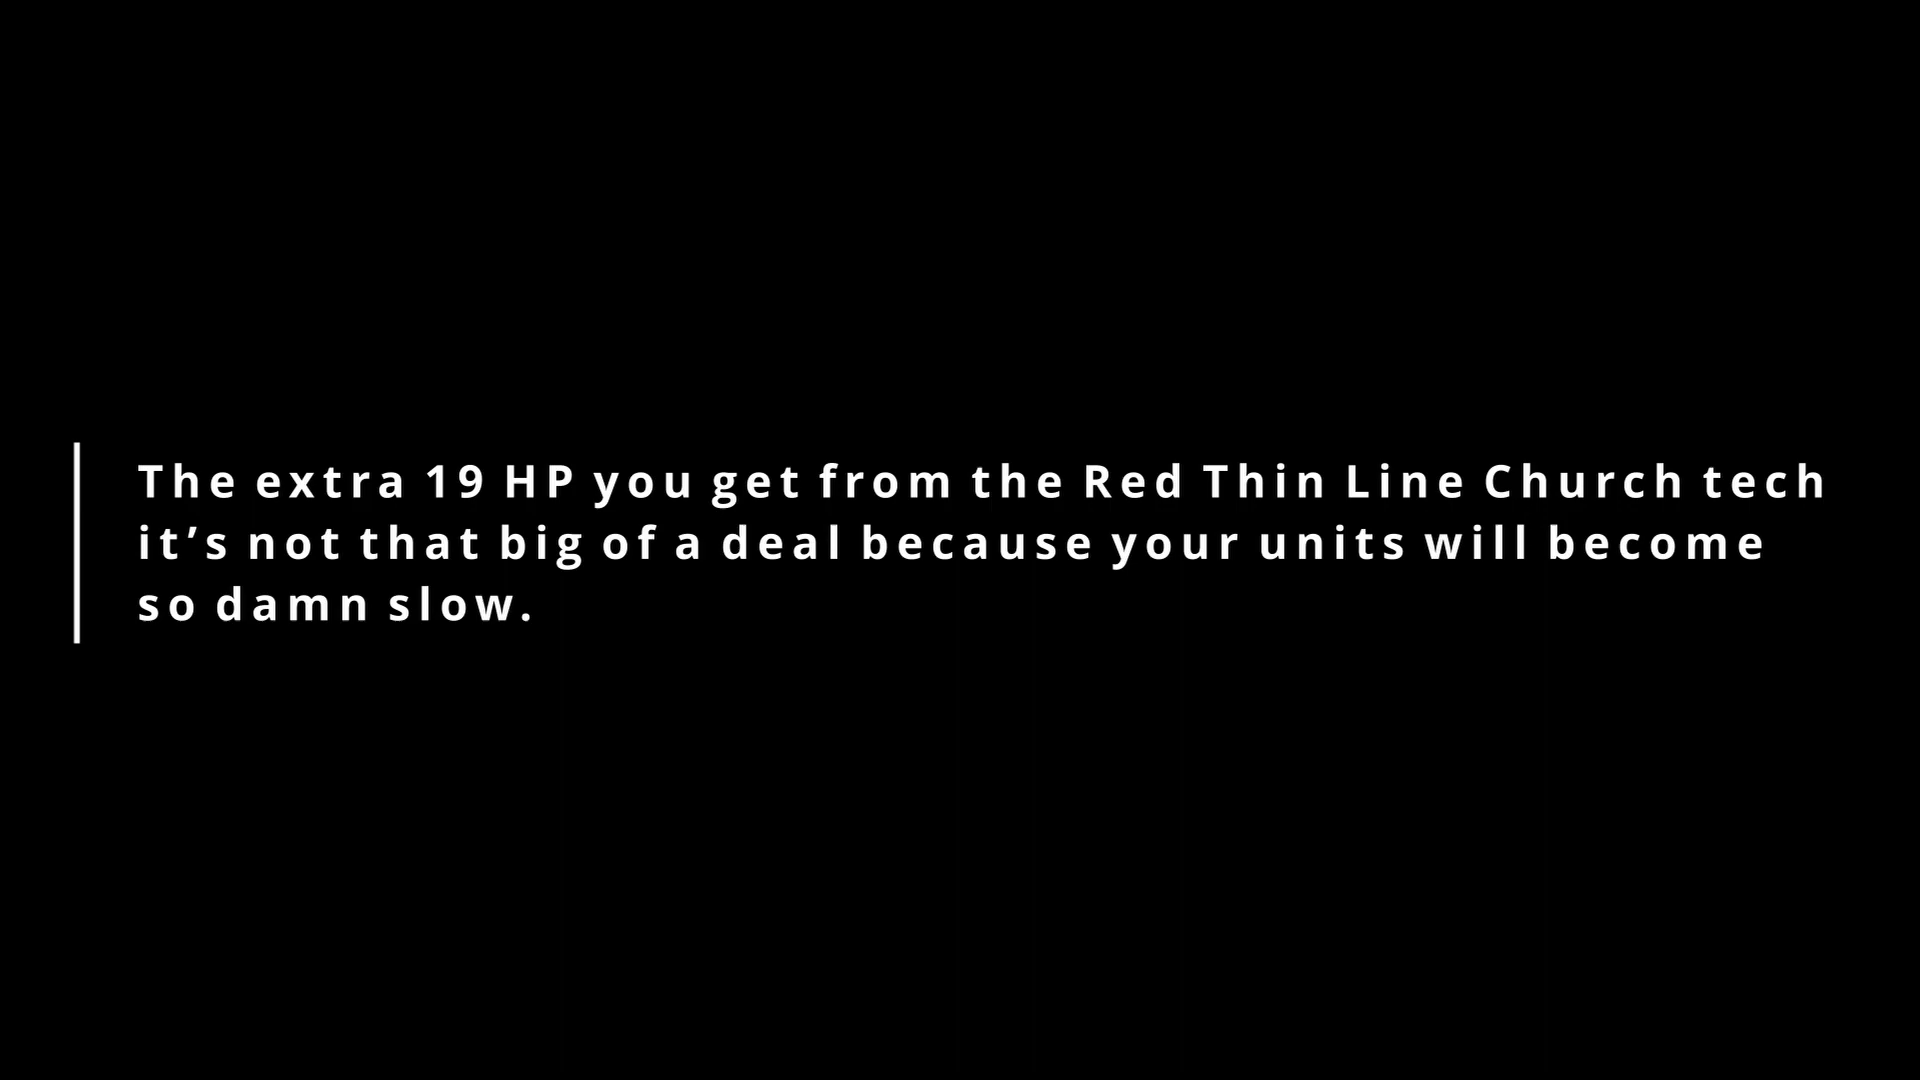 The extra 19 HP you get from the Red Thin Line Church tech
it’s not that big of a deal because your units will become
so damn slow.